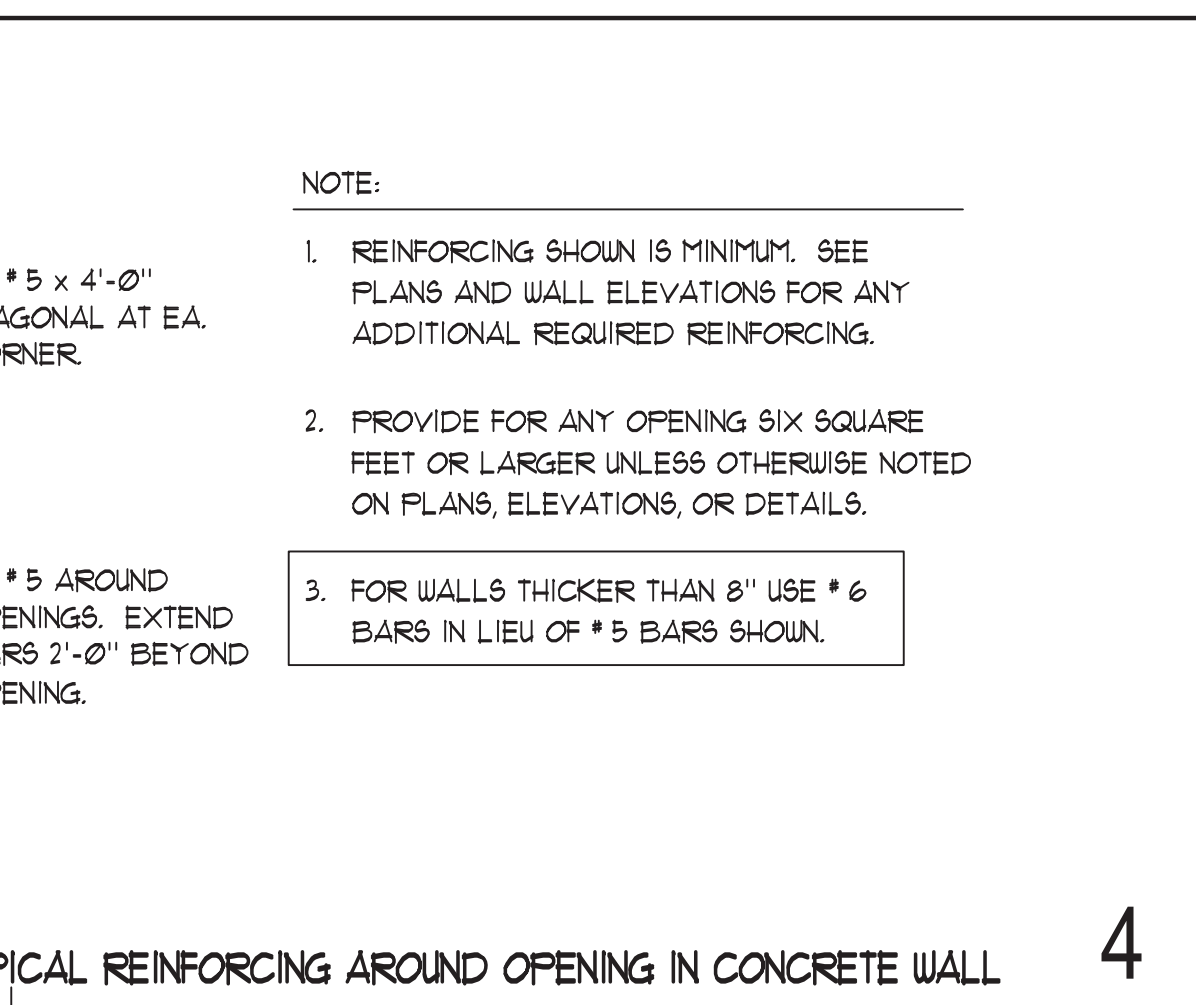 # 5 x 4'-0"
AGONAL AT EA.
ORNER.
# 5 AROUND
PENINGS. EXTEND
ARS 2'-0" BEYOND
PENING.
NOTE:
1. REINFORCING SHOWN IS MINIMUM. SEE
PLANS AND WALL ELEVATIONS FOR ANY
ADDITIONAL REQUIRED REINFORCING.
2. PROVIDE FOR ANY OPENING SIX SQUARE
FEET OR LARGER UNLESS OTHERWISE NOTED
ON PLANS, ELEVATIONS, OR DETAILS.
3. FOR WALLS THICKER THAN 8" USE # 6
BARS IN LIEU OF # 5 BARS SHOWN.
PICAL REINFORCING AROUND OPENING IN CONCRETE WALL
4